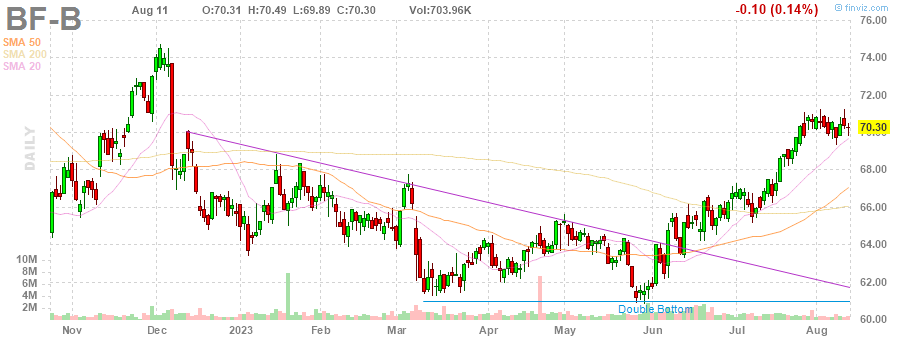 BF-B
Aug 11 O:70.31 H:70.49 L:69.89 C:70.30 Vol:703.96K
-0.10 (0.14%)
© finviz.com
SMA 50
SMA 200
SMA 20
DAILY
76.00
74.00
72.00
70.30
70.00
68.00
66.00
64.00
62.00
60.00
10M
8M
6M
4M
2M
Double Bottom
Nov Dec 2023 Feb Mar Apr May Jun Jul Aug